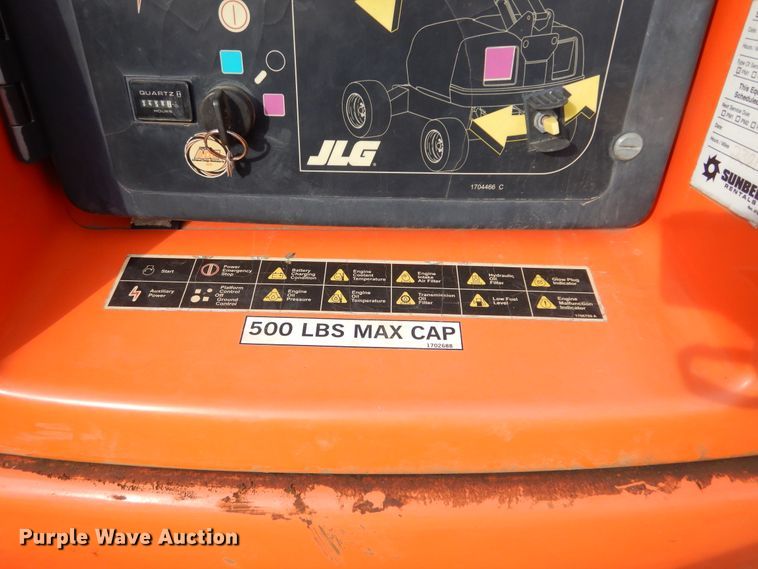 QUARTZ
HOURS
JLG
1704466 C
SUNBE
RENTALS
Start
Power Emergency Stop
Battery Charging Condition
Engine Coolant Temperature
Engine Intake Air Filter
Hydraulic Oil Filter
Glow Plug Indicator
Auxiliary Power
Platform Control
Off
Ground Control
Engine Oil Pressure
Engine Oil Temperature
Transmission Oil Filter
Low Fuel Level
Engine Malfunction Indicator
500 LBS MAX CAP
1702688
Purple Wave Auction